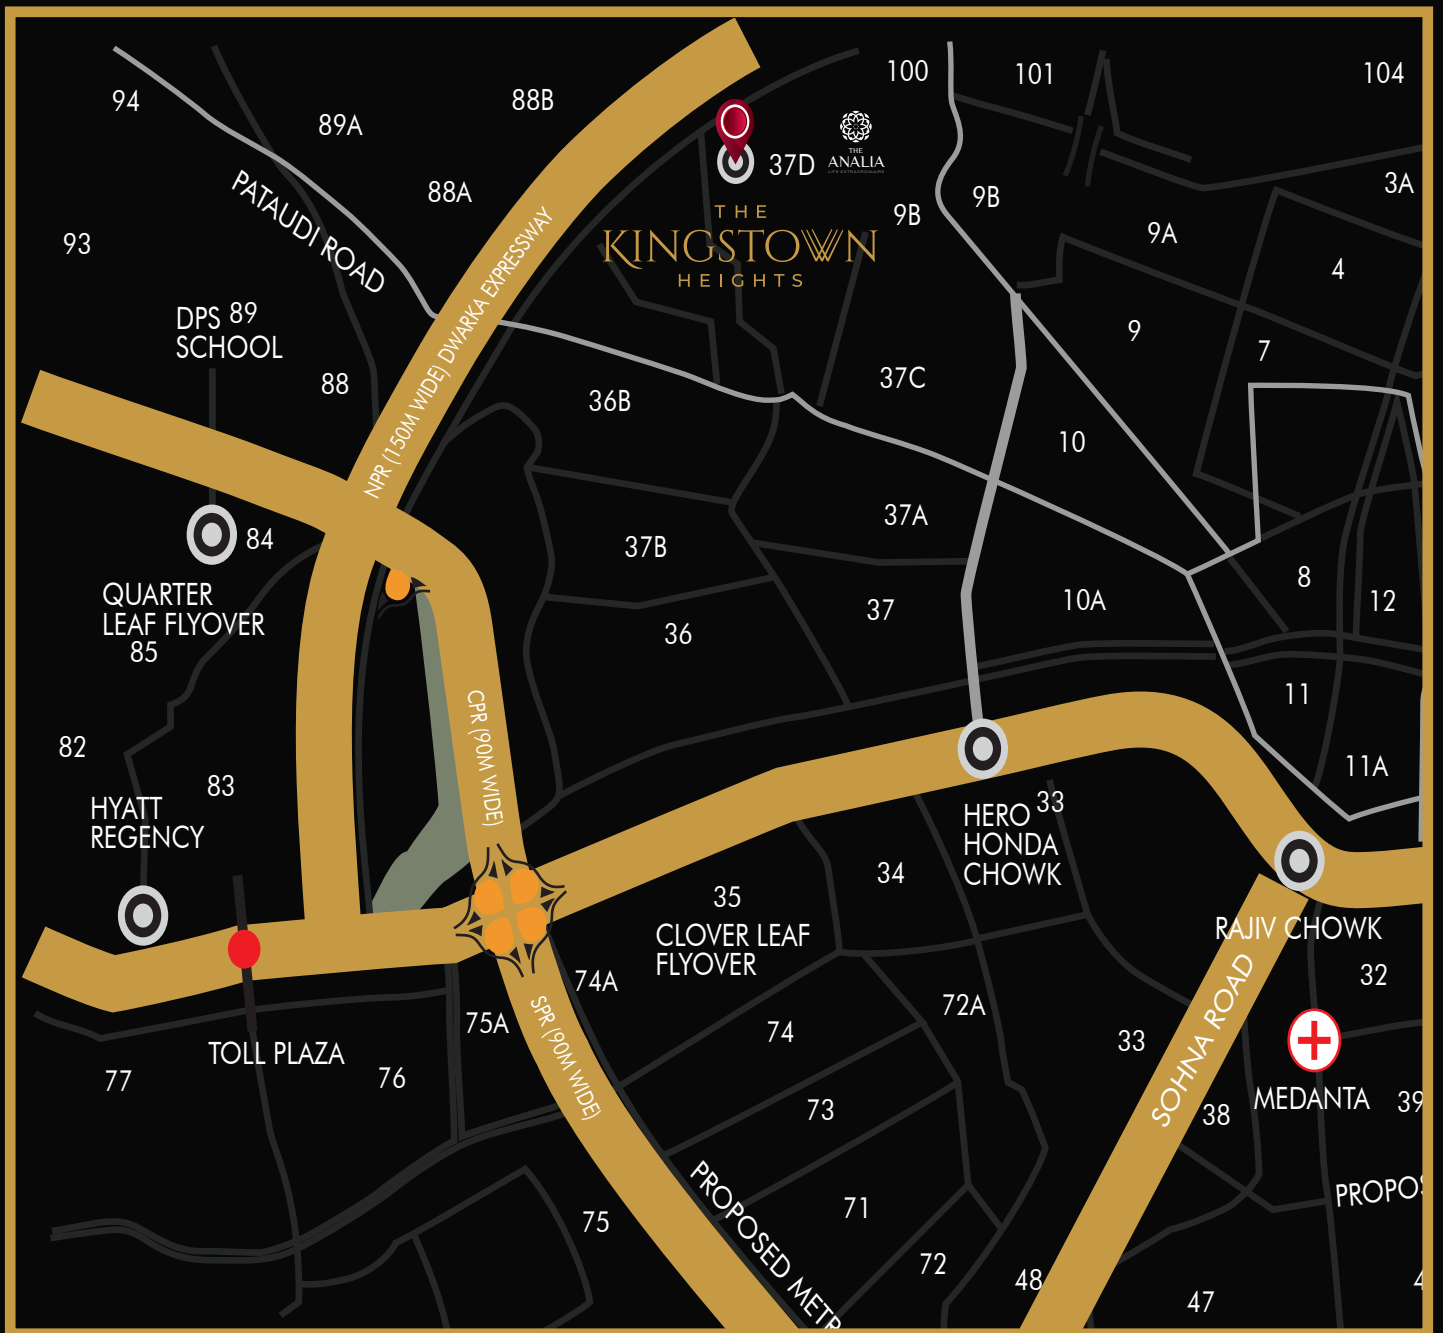 100
101
104
94
88B
89A
37D
THE
ANALIA
3A
88A
9B
9B
9A
PATAUDI ROAD
THE
KINGSTOWN
HEIGHTS
93
4
NPR (150M WIDE) DWARKA EXPRESSWAY
DPS 89
SCHOOL
9
7
88
36B
37C
10
84
37A
37B
8
12
10A
QUARTER
LEAF FLYOVER
85
37
36
11
CPR (90M WIDE)
82
83
11A
HYATT
REGENCY
HERO 33
HONDA
CHOWK
34
35
CLOVER LEAF
FLYOVER
RAJIV CHOWK
32
74A
72A
75A
SPR (90M WIDE)
74
33
SOHNA ROAD
TOLL PLAZA
77
76
MEDANTA
39
73
38
PROPOS
71
75
PROPOSED METR
72
48
47
4